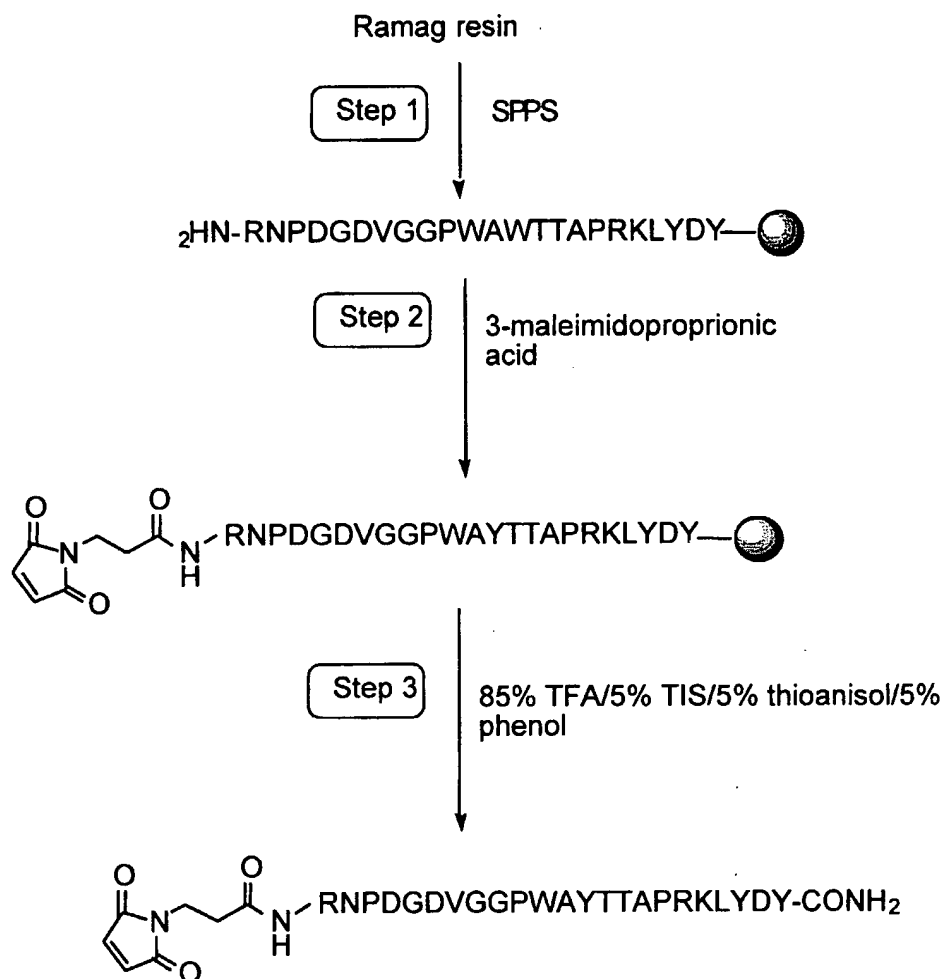 Ramag resin
Step 1
SPPS
₂HN-RNPDGDVGGPWAWTTAPRKLYDY
Step 2
3-maleimidoproprionic
acid
O
O
N
O
N
H
RNPDGDVGGPWAYTTAPRKLYDY
Step 3
85% TFA/5% TIS/5% thioanisol/5%
phenol
O
O
N
O
N
H
RNPDGDVGGPWAYTTAPRKLYDY-CONH₂